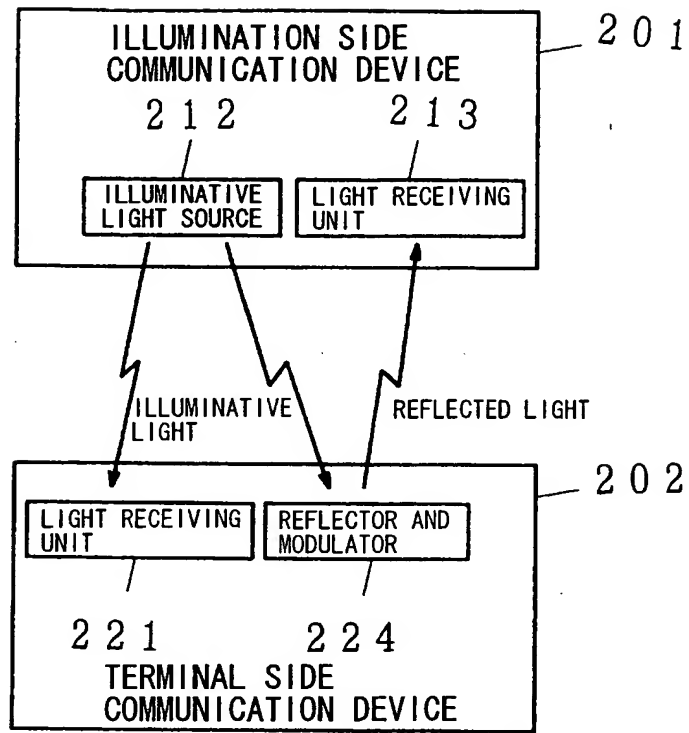 ILLUMINATION SIDE
COMMUNICATION DEVICE
201
212
213
ILLUMINATIVE
LIGHT SOURCE
LIGHT RECEIVING
UNIT
ILLUMINATIVE
LIGHT
REFLECTED LIGHT
202
LIGHT RECEIVING
UNIT
REFLECTOR AND
MODULATOR
221
224
TERMINAL SIDE
COMMUNICATION DEVICE